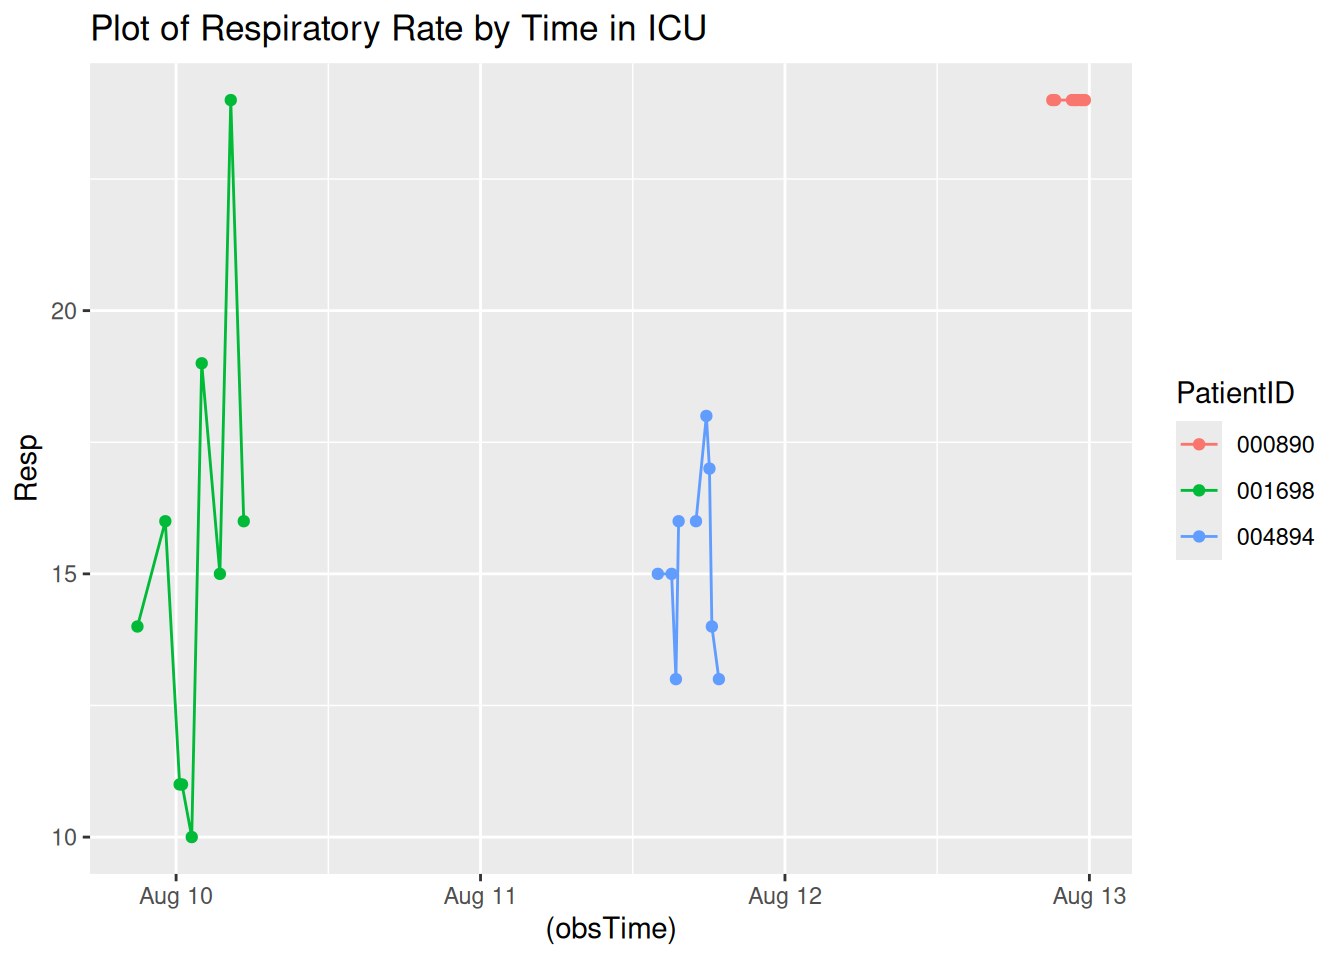 Plot of Respiratory Rate by Time in ICU
Resp
20
15
10
Aug 10
Aug 11
Aug 12
Aug 13
(obsTime)
PatientID
000890
001698
004894